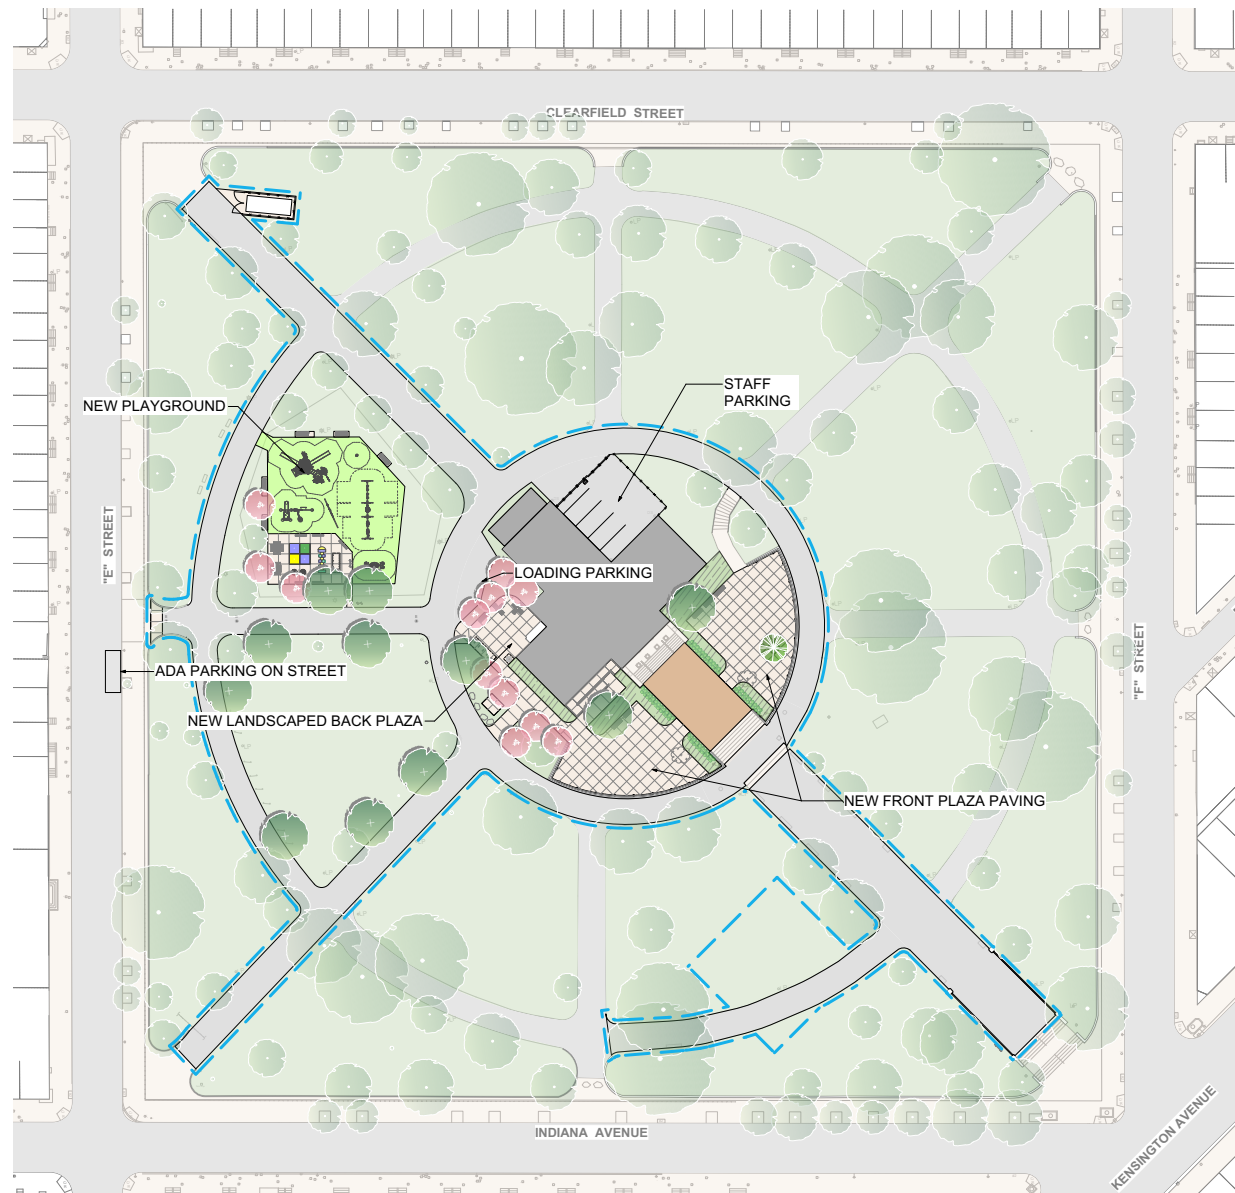 CLEARFIELD STREET
STAFF
PARKING
NEW PLAYGROUND
"E" STREET
LOADING PARKING
ADA PARKING ON STREET
"F" STREET
NEW LANDSCAPED BACK PLAZA
NEW FRONT PLAZA PAVING
INDIANA AVENUE
KENSINGTON AVENUE